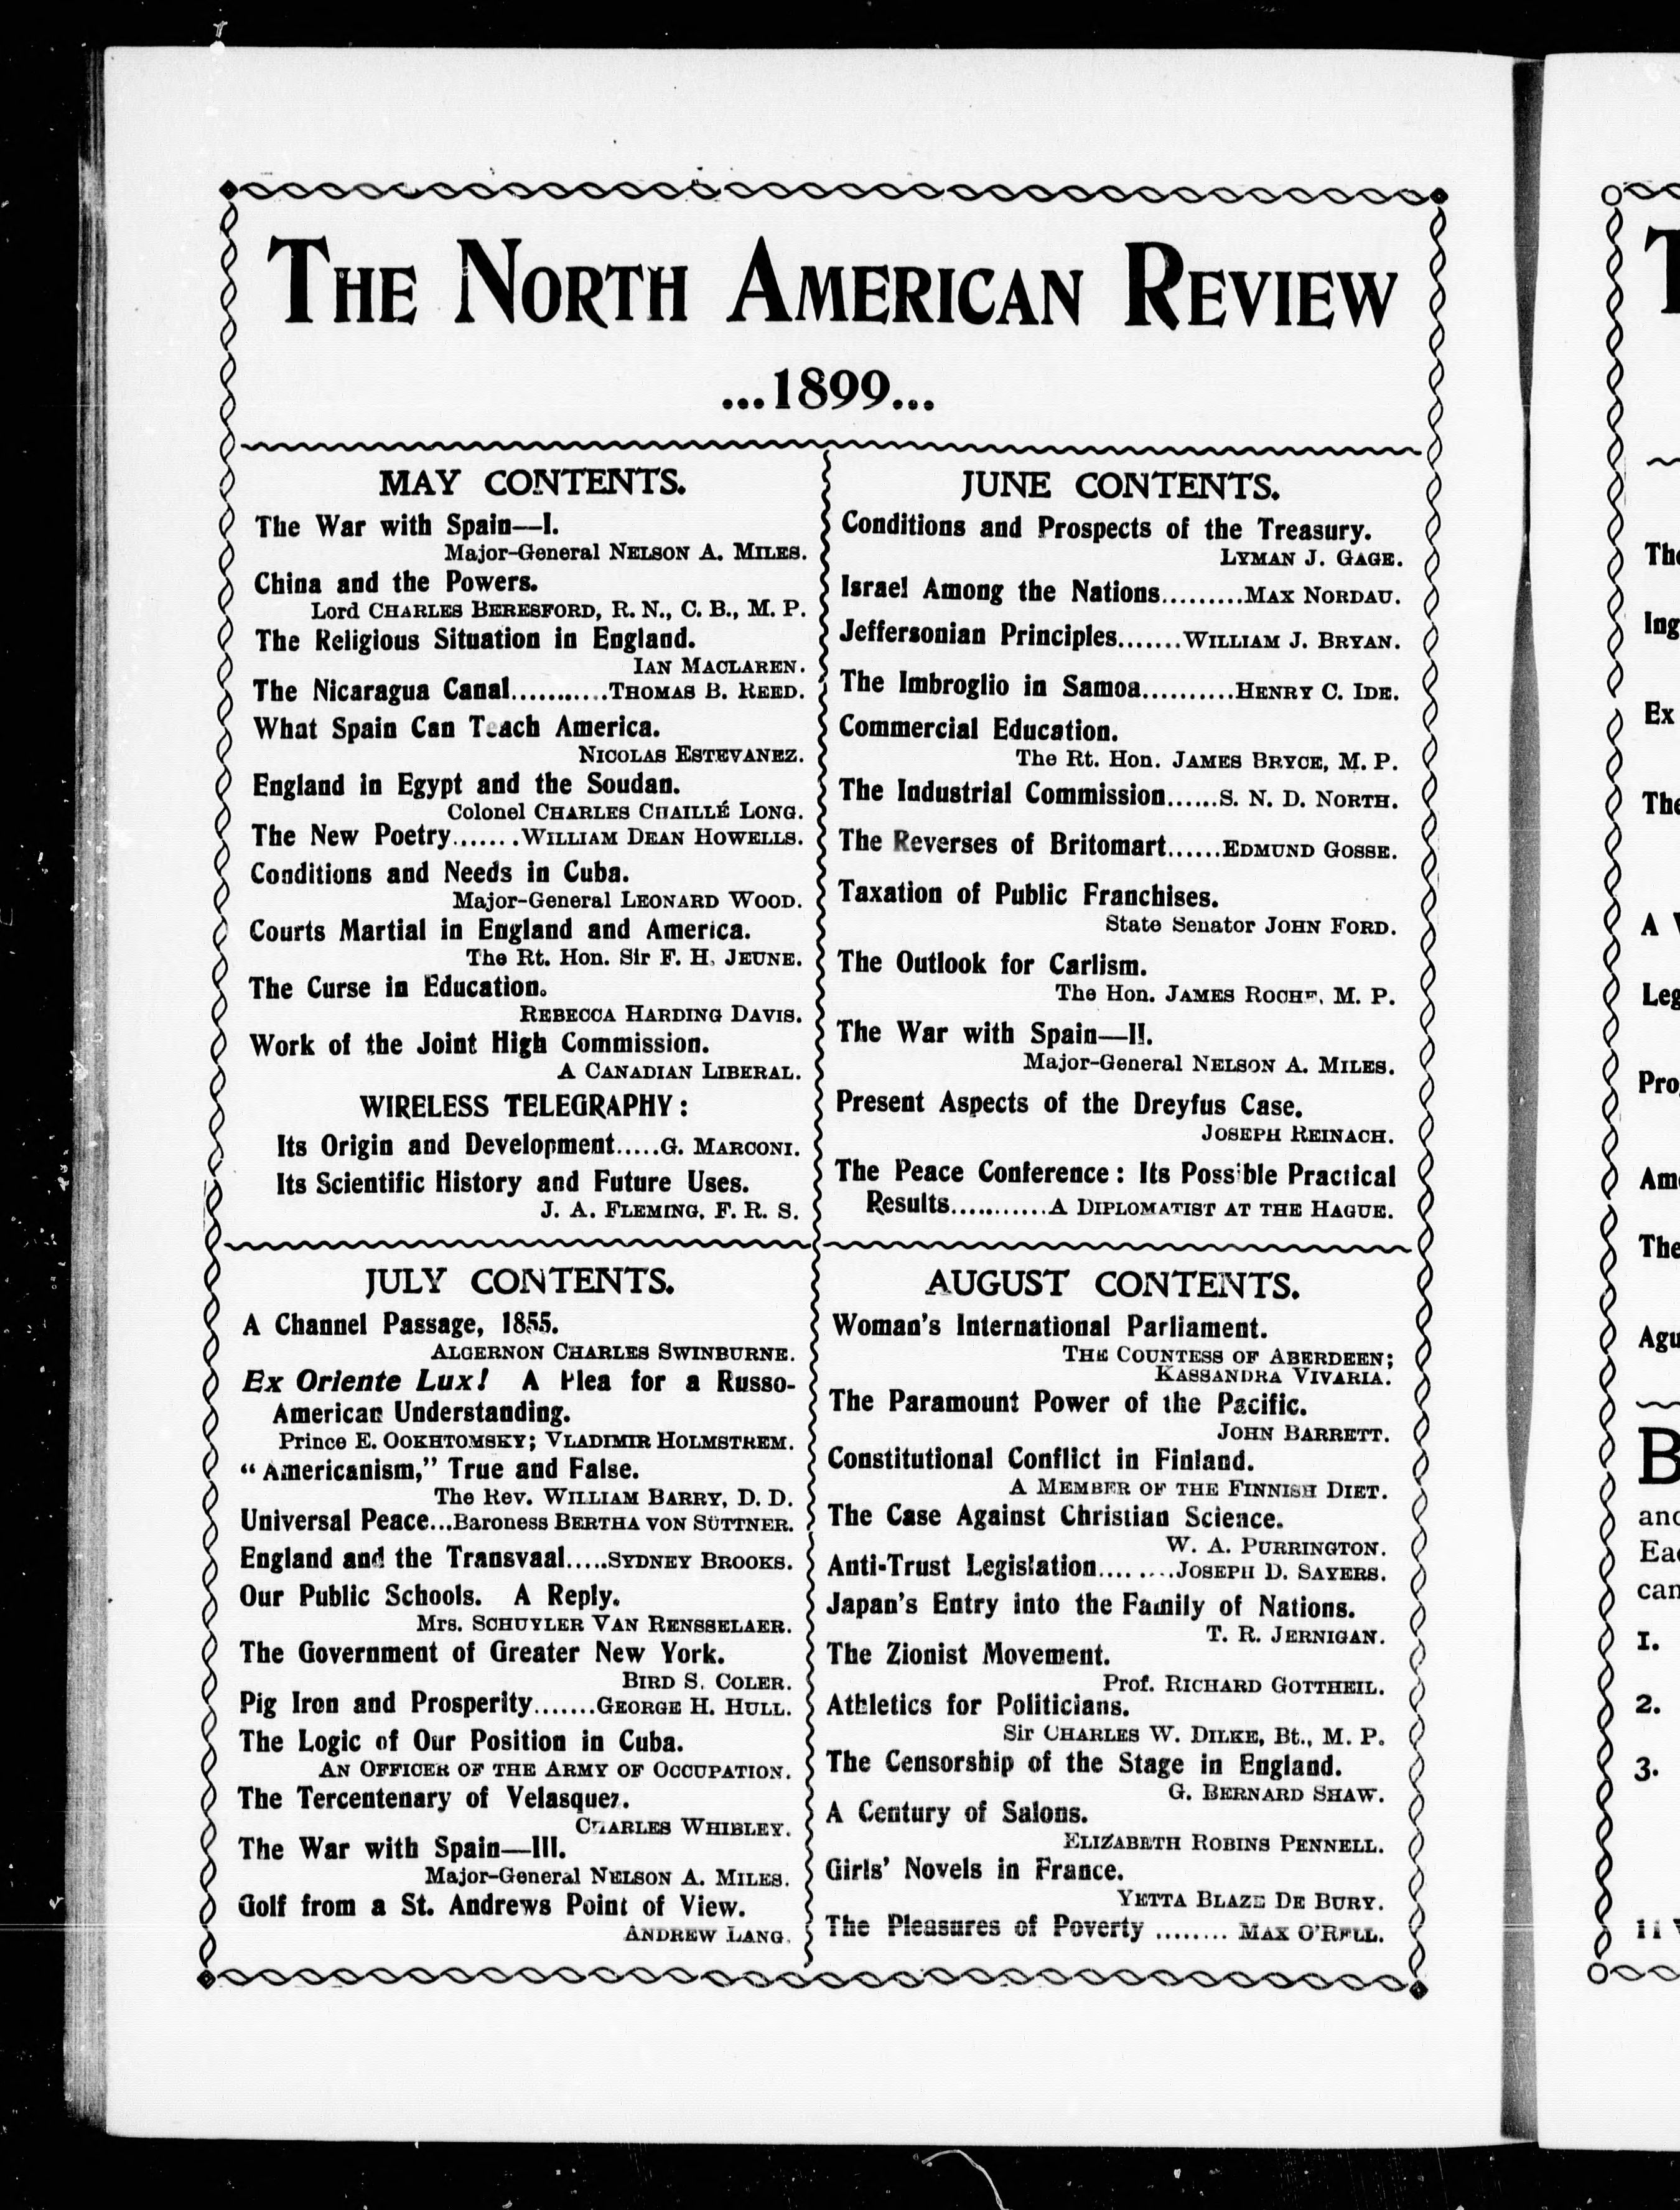 THE NORTH AMERICAN REVIEW
...1899...
MAY CONTENTS.
The War with Spain—I.
Major-General NELSON A. MILES.
China and the Powers.
Lord CHARLES BERESFORD, R. N., C. B., M. P.
The Religious Situation in England.
IAN MACLAREN.
The Nicaragua Canal...........THOMAS B. REED.
What Spain Can Teach America.
NICOLAS ESTEVANEZ.
England in Egypt and the Soudan.
Colonel CHARLES CHAILLÉ LONG.
The New Poetry.......WILLIAM DEAN HOWELLS.
Conditions and Needs in Cuba.
Major-General LEONARD WOOD.
Courts Martial in England and America.
The Rt. Hon. Sir F. H. JEUNE.
The Curse in Education.
REBECCA HARDING DAVIS.
Work of the Joint High Commission.
A CANADIAN LIBERAL.
WIRELESS TELEGRAPHY:
Its Origin and Development.....G. MARCONI.
Its Scientific History and Future Uses.
J. A. FLEMING, F. R. S.
JUNE CONTENTS.
Conditions and Prospects of the Treasury.
LYMAN J. GAGE.
Israel Among the Nations.........MAX NORDAU.
Jeffersonian Principles.......WILLIAM J. BRYAN.
The Imbroglio in Samoa..........HENRY C. IDE.
Commercial Education.
The Rt. Hon. JAMES BRYCE, M. P.
The Industrial Commission......S. N. D. NORTH.
The Reverses of Britomart......EDMUND GOSSE.
Taxation of Public Franchises.
State Senator JOHN FORD.
The Outlook for Carlism.
The Hon. JAMES ROCHE, M. P.
The War with Spain—II.
Major-General NELSON A. MILES.
Present Aspects of the Dreyfus Case.
JOSEPH REINACH.
The Peace Conference: Its Possible Practical
Results...........A DIPLOMATIST AT THE HAGUE.
JULY CONTENTS.
A Channel Passage, 1855.
ALGERNON CHARLES SWINBURNE.
Ex Oriente Lux! A Plea for a Russo-
American Understanding.
Prince E. OOKHTOMSKY; VLADIMIR HOLMSTREM.
"Americanism," True and False.
The Rev. WILLIAM BARRY, D. D.
Universal Peace...Baroness BERTHA VON SÜTTNER.
England and the Transvaal.....SYDNEY BROOKS.
Our Public Schools. A Reply.
Mrs. SCHUYLER VAN RENSSELAER.
The Government of Greater New York.
BIRD S. COLER.
Pig Iron and Prosperity.......GEORGE H. HULL.
The Logic of Our Position in Cuba.
AN OFFICER OF THE ARMY OF OCCUPATION.
The Tercentenary of Velasquez.
CHARLES WHIBLEY.
The War with Spain—III.
Major-General NELSON A. MILES.
Golf from a St. Andrews Point of View.
ANDREW LANG.
AUGUST CONTENTS.
Woman's International Parliament.
THE COUNTESS OF ABERDEEN;
KASSANDRA VIVARIA.
The Paramount Power of the Pacific.
JOHN BARRETT.
Constitutional Conflict in Finland.
A MEMBER OF THE FINNISH DIET.
The Case Against Christian Science.
W. A. PURRINGTON.
Anti-Trust Legislation........JOSEPH D. SAYERS.
Japan's Entry into the Family of Nations.
T. R. JERNIGAN.
The Zionist Movement.
Prof. RICHARD GOTTHEIL.
Athletics for Politicians.
Sir CHARLES W. DILKE, Bt., M. P.
The Censorship of the Stage in England.
G. BERNARD SHAW.
A Century of Salons.
ELIZABETH ROBINS PENNELL.
Girls' Novels in France.
YETTA BLAZE DE BURY.
The Pleasures of Poverty ........ MAX O'RELL.
Ex
A
1.
2.
3.